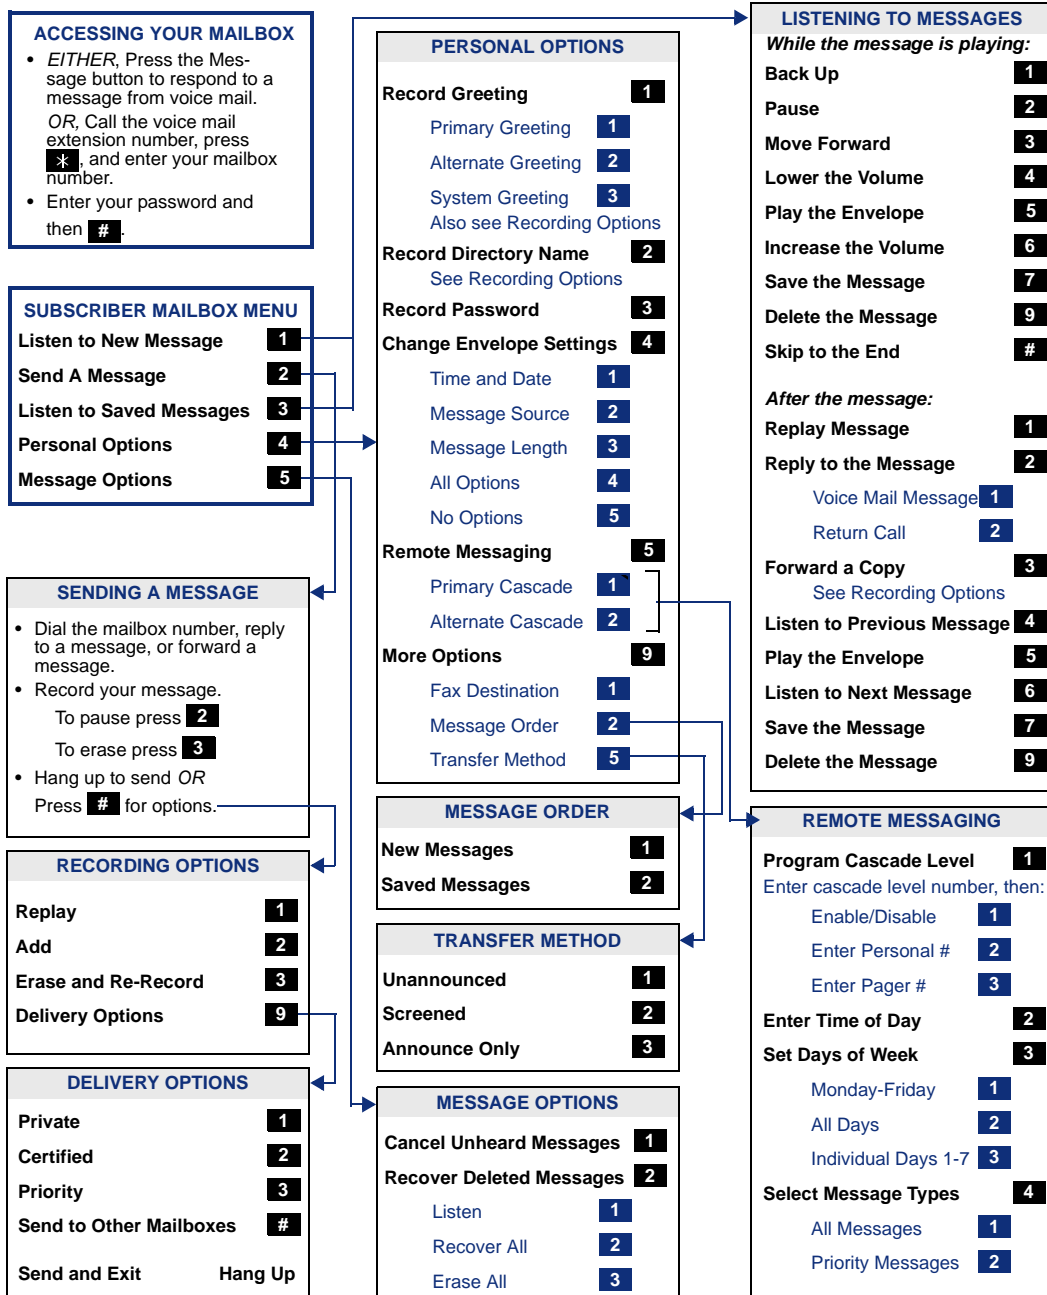 ACCESSING YOUR MAILBOX
• EITHER, Press the Mes-
sage button to respond to a
message from voice mail.
OR, Call the voice mail
extension number, press
* , and enter your mailbox
number.
• Enter your password and
then # .
SUBSCRIBER MAILBOX MENU
Listen to New Message 1
Send A Message 2
Listen to Saved Messages 3
Personal Options 4
Message Options 5
SENDING A MESSAGE
• Dial the mailbox number, reply
to a message, or forward a
message.
• Record your message.
To pause press 2
To erase press 3
• Hang up to send OR
Press # for options.
RECORDING OPTIONS
Replay 1
Add 2
Erase and Re-Record 3
Delivery Options 9
DELIVERY OPTIONS
Private 1
Certified 2
Priority 3
Send to Other Mailboxes #
Send and Exit Hang Up
PERSONAL OPTIONS
Record Greeting 1
Primary Greeting 1
Alternate Greeting 2
System Greeting 3
Also see Recording Options
Record Directory Name 2
See Recording Options
Record Password 3
Change Envelope Settings 4
Time and Date 1
Message Source 2
Message Length 3
All Options 4
No Options 5
Remote Messaging 5
Primary Cascade 1
Alternate Cascade 2
More Options 9
Fax Destination 1
Message Order 2
Transfer Method 5
MESSAGE ORDER
New Messages 1
Saved Messages 2
TRANSFER METHOD
Unannounced 1
Screened 2
Announce Only 3
MESSAGE OPTIONS
Cancel Unheard Messages 1
Recover Deleted Messages 2
Listen 1
Recover All 2
Erase All 3
LISTENING TO MESSAGES
While the message is playing:
Back Up 1
Pause 2
Move Forward 3
Lower the Volume 4
Play the Envelope 5
Increase the Volume 6
Save the Message 7
Delete the Message 9
Skip to the End #
After the message:
Replay Message 1
Reply to the Message 2
Voice Mail Message 1
Return Call 2
Forward a Copy 3
See Recording Options
Listen to Previous Message 4
Play the Envelope 5
Listen to Next Message 6
Save the Message 7
Delete the Message 9
REMOTE MESSAGING
Program Cascade Level 1
Enter cascade level number, then:
Enable/Disable 1
Enter Personal # 2
Enter Pager # 3
Enter Time of Day 2
Set Days of Week 3
Monday-Friday 1
All Days 2
Individual Days 1-7 3
Select Message Types 4
All Messages 1
Priority Messages 2